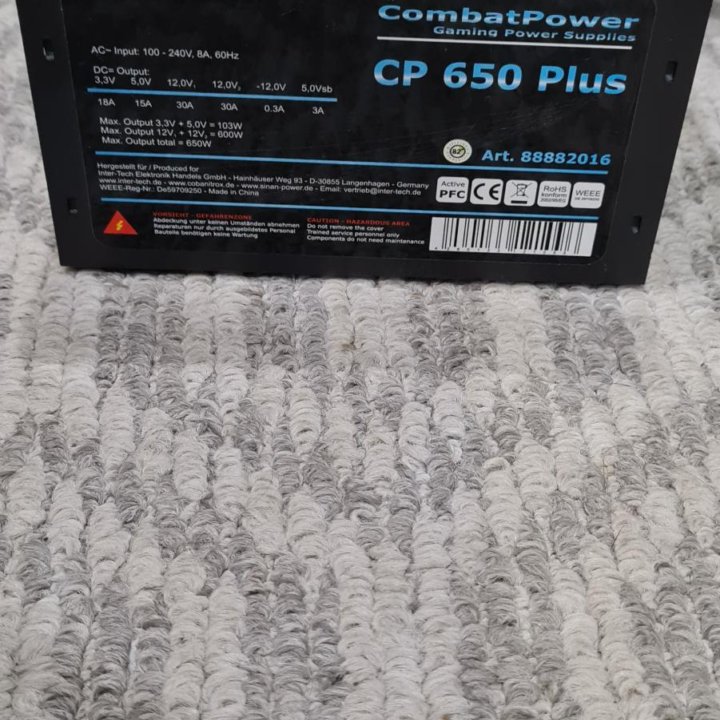 CombatPower
Gaming Power Supplies
CP 650 Plus
AC~ Input: 100 - 240V, 8A, 60Hz
DC= Output:
3,3V 5,0V 12,0V₁ 12,0V₂ -12,0V 5,0Vsb
18A 15A 30A 30A 0.3A 3A
Max. Output 3,3V + 5,0V = 103W
Max. Output 12V₁ + 12V₂ = 600W
Max. Output total = 650W
82+
Art. 88882016
Hergestellt für / Produced for
Inter-Tech Elektronik Handels GmbH - Hainhäuser Weg 93 - D-30855 Langenhagen - Germany
www.inter-tech.de - www.cobanitrox.de - www.sinan-power.de - Email: vertrieb@inter-tech.de
WEEE-Reg-Nr.: De59709250 - Made in China
Active
PFC
CE
RoHS
konform
WEEE
VORSICHT - GEFAHRENZONE
Abdeckung unter keinen Umständen abnehmen
Reparaturen nur durch ausgebildetes Personal
Bauteile benötigen keine Wartung
CAUTION - HAZARDOUS AREA
Do not remove the cover
Trained service personnel only
Components do not need maintenance